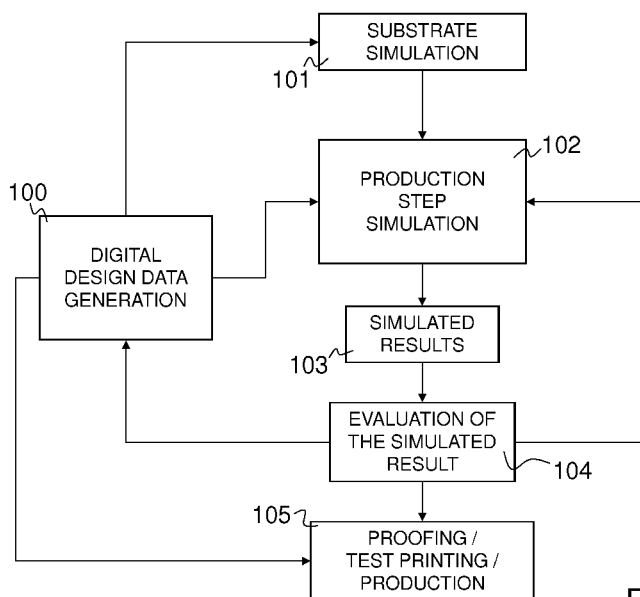 SUBSTRATE
SIMULATION
101
102
PRODUCTION
STEP
SIMULATION
100
DIGITAL
DESIGN DATA
GENERATION
SIMULATED
RESULTS
103
EVALUATION OF
THE SIMULATED
RESULT
104
105
PROOFING /
TEST PRINTING /
PRODUCTION